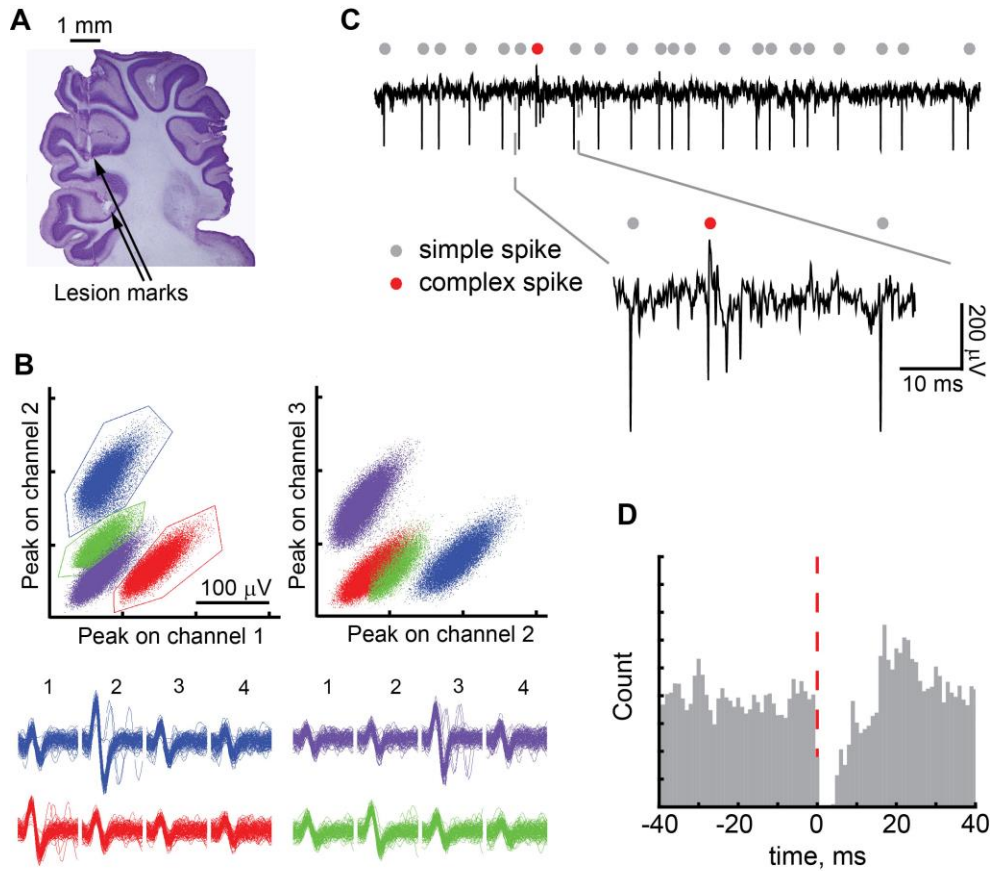 A
1 mm
Lesion marks
C
simple spike
complex spike
200 μV
10 ms
B
Peak on channel 2
100 μV
Peak on channel 1
Peak on channel 3
Peak on channel 2
1 2 3 4
1 2 3 4
D
Count
-40 -20 0 20 40
time, ms